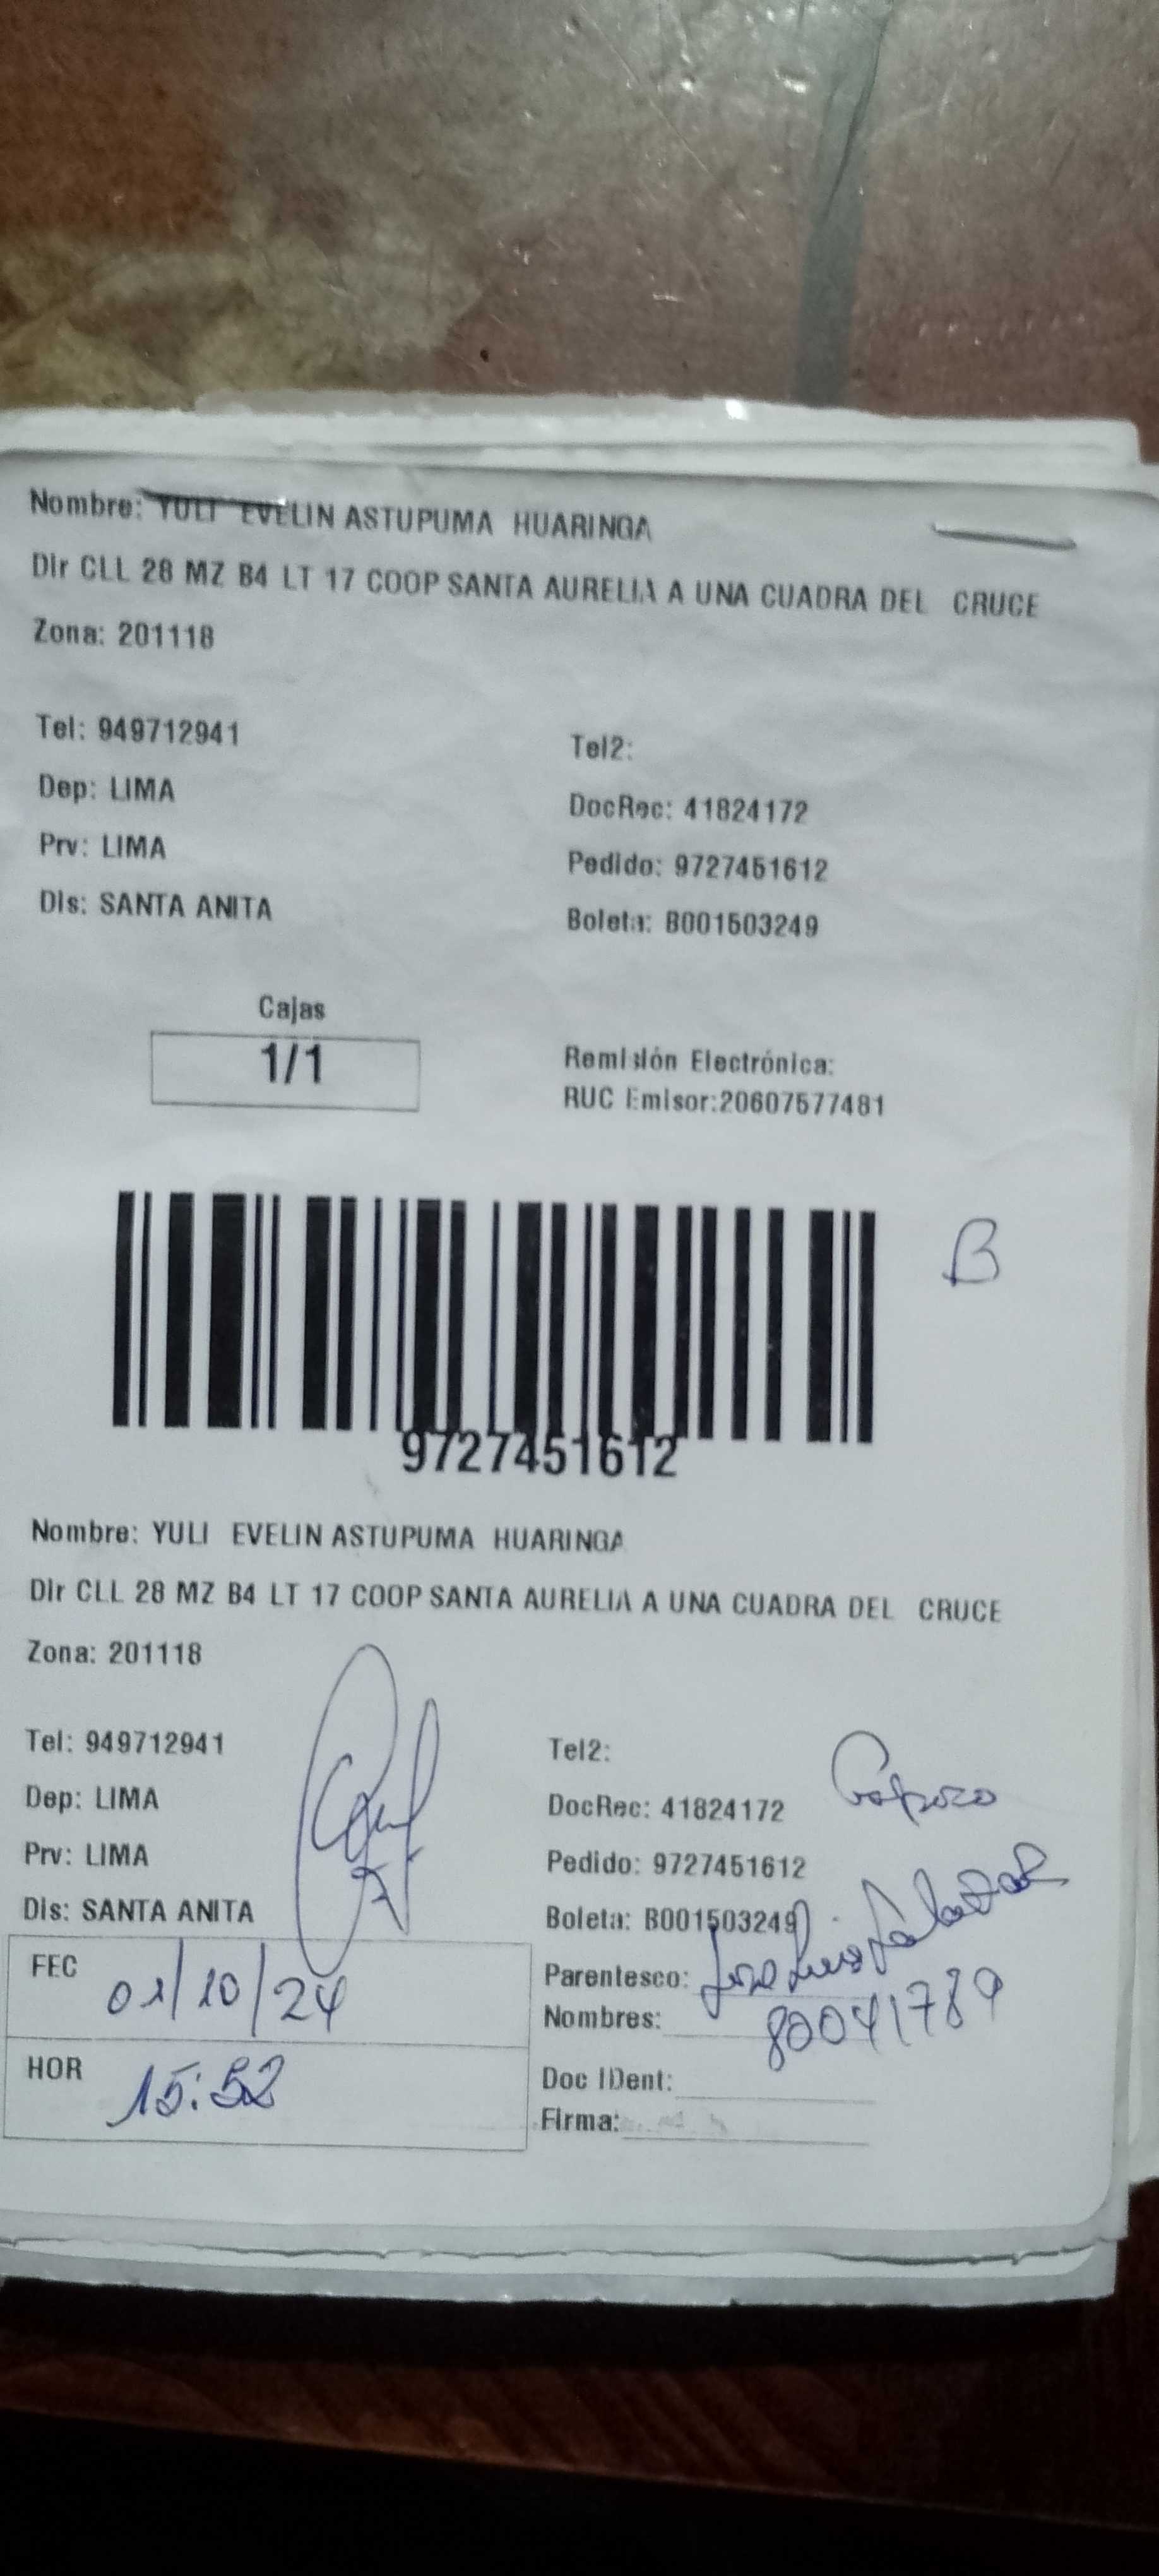 Nombre: YULI EVELIN ASTUPUMA HUARINGA
Dir CLL 28 MZ B4 LT 17 COOP SANTA AURELIA A UNA CUADRA DEL CRUCE
Zona: 201118
Tel: 949712941
Tel2:
Dep: LIMA
DocRec: 41824172
Prv: LIMA
Pedido: 9727451612
Dis: SANTA ANITA
Boleta: B001503249
Cajas
1/1
Remisión Electrónica:
RUC Emisor:20607577481
B
9727451612
Nombre: YULI EVELIN ASTUPUMA HUARINGA
Dir CLL 28 MZ B4 LT 17 COOP SANTA AURELIA A UNA CUADRA DEL CRUCE
Zona: 201118
Tel: 949712941
Tel2:
Dep: LIMA
DocRec: 41824172
Prv: LIMA
Pedido: 9727451612
Dis: SANTA ANITA
Boleta: B001503249
FEC 01/10/24
Parentesco: Jose Luis Salazar
Nombres: 80041789
HOR 15:52
Doc IDent:
Firma: